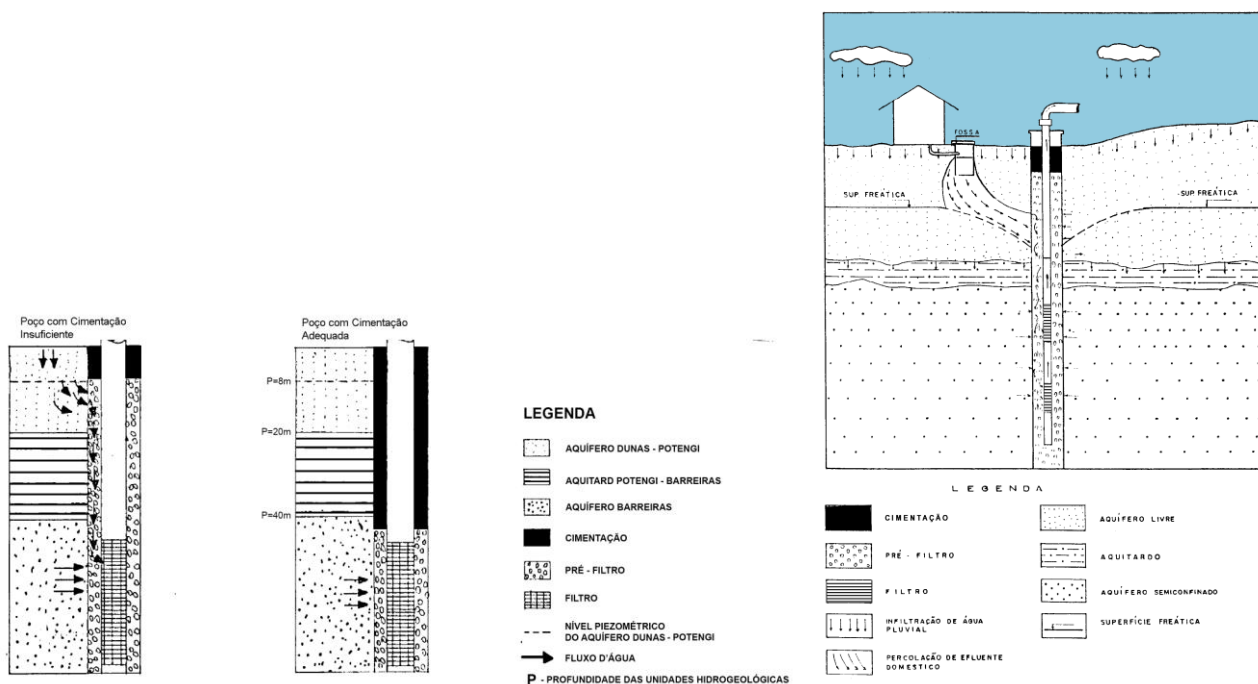 Poço com Cimentação
Insuficiente
Poço com Cimentação
Adequada
P=8m
P=20m
P=40m
LEGENDA
AQUÍFERO DUNAS - POTENGI
AQUITARD POTENGI - BARREIRAS
AQUÍFERO BARREIRAS
CIMENTAÇÃO
PRÉ - FILTRO
FILTRO
NÍVEL PIEZOMÉTRICO
DO AQUÍFERO DUNAS - POTENGI
FLUXO D'ÁGUA
P - PROFUNDIDADE DAS UNIDADES HIDROGEOLÓGICAS
FOSSA
SUP FREÁTICA
SUP FREÁTICA
LEGENDA
CIMENTAÇÃO
PRÉ - FILTRO
FILTRO
INFILTRAÇÃO DE ÁGUA
PLUVIAL
PERCOLAÇÃO DE EFLUENTE
DOMESTICO
AQUÍFERO LIVRE
AQUITARDO
AQUÍFERO SEMICONFINADO
SUPERFÍCIE FREÁTICA